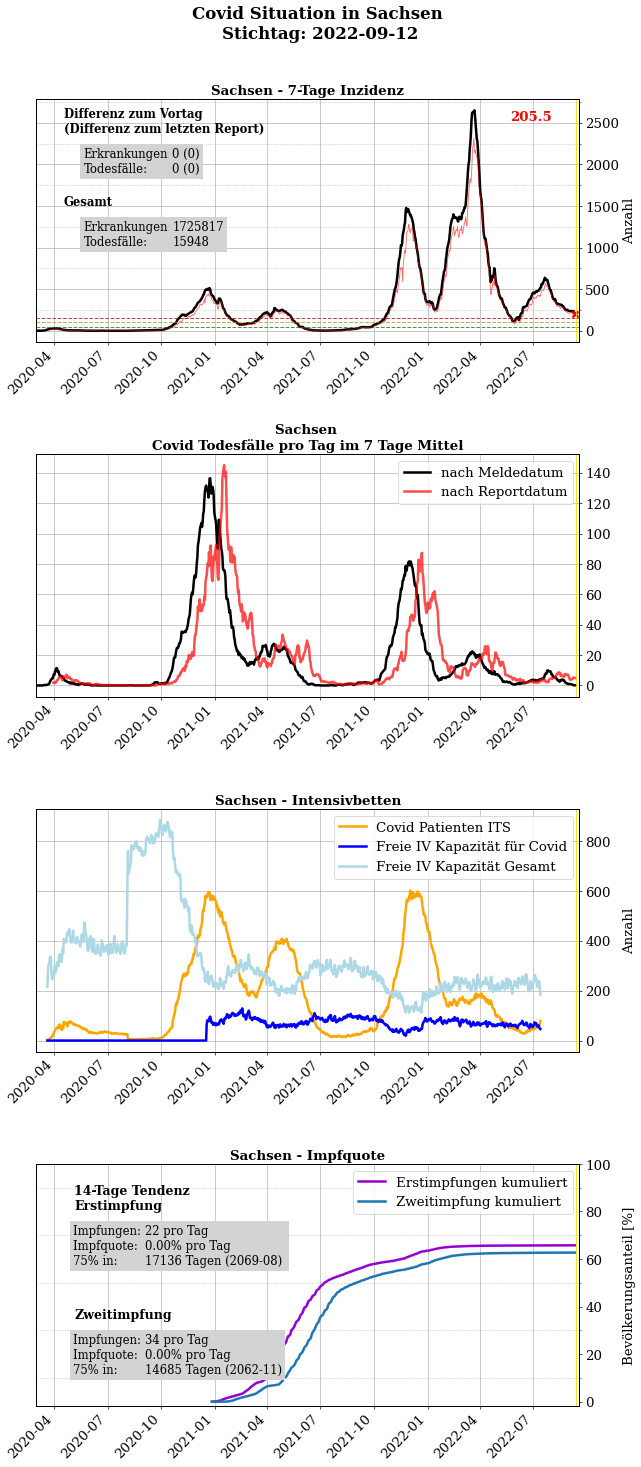 Covid Situation in Sachsen
Stichtag: 2022-09-12
Sachsen - 7-Tage Inzidenz
Differenz zum Vortag
(Differenz zum letzten Report)
Erkrankungen 0 (0)
Todesfälle: 0 (0)
Gesamt
Erkrankungen 1725817
Todesfälle: 15948
205.5
2500
2000
1500
1000
500
0
Anzahl
2020-04 2020-07 2020-10 2021-01 2021-04 2021-07 2021-10 2022-01 2022-04 2022-07
Sachsen
Covid Todesfälle pro Tag im 7 Tage Mittel
nach Meldedatum
nach Reportdatum
140
120
100
80
60
40
20
0
2020-04 2020-07 2020-10 2021-01 2021-04 2021-07 2021-10 2022-01 2022-04 2022-07
Sachsen - Intensivbetten
Covid Patienten ITS
Freie IV Kapazität für Covid
Freie IV Kapazität Gesamt
800
600
400
200
0
Anzahl
2020-04 2020-07 2020-10 2021-01 2021-04 2021-07 2021-10 2022-01 2022-04 2022-07
Sachsen - Impfquote
14-Tage Tendenz
Erstimpfung
Impfungen: 22 pro Tag
Impfquote: 0.00% pro Tag
75% in: 17136 Tagen (2069-08)
Zweitimpfung
Impfungen: 34 pro Tag
Impfquote: 0.00% pro Tag
75% in: 14685 Tagen (2062-11)
Erstimpfungen kumuliert
Zweitimpfung kumuliert
100
80
60
40
20
0
Bevölkerungsanteil [%]
2020-04 2020-07 2020-10 2021-01 2021-04 2021-07 2021-10 2022-01 2022-04 2022-07